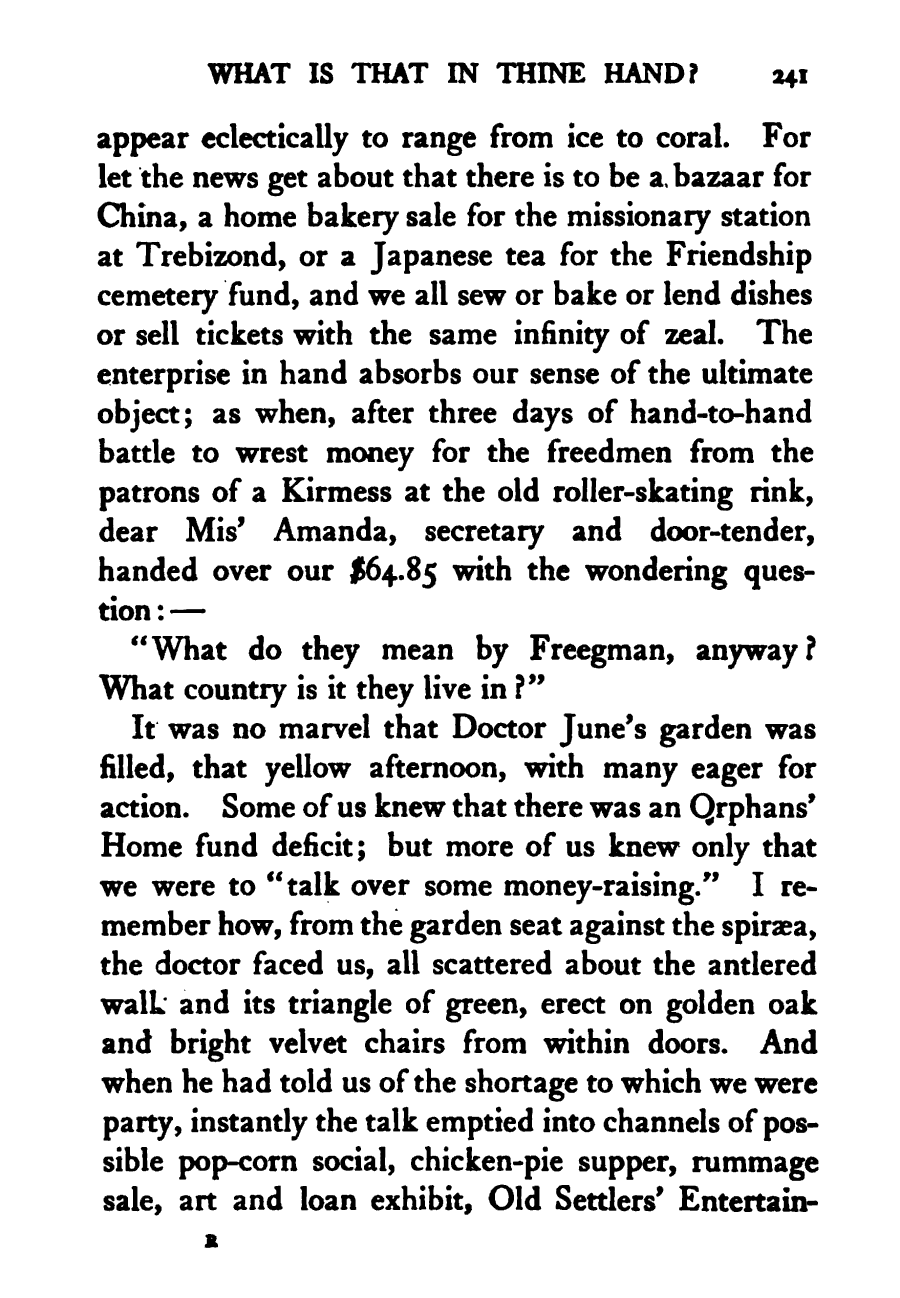 WHAT IS THAT IN THINE HAND? 241
appear eclectically to range from ice to coral. For
let the news get about that there is to be a bazaar for
China, a home bakery sale for the missionary station
at Trebizond, or a Japanese tea for the Friendship
cemetery fund, and we all sew or bake or lend dishes
or sell tickets with the same infinity of zeal. The
enterprise in hand absorbs our sense of the ultimate
object; as when, after three days of hand-to-hand
battle to wrest money for the freedmen from the
patrons of a Kirmess at the old roller-skating rink,
dear Mis' Amanda, secretary and door-tender,
handed over our $64.85 with the wondering ques-
tion: —
"What do they mean by Freegman, anyway?
What country is it they live in?"
It was no marvel that Doctor June's garden was
filled, that yellow afternoon, with many eager for
action. Some of us knew that there was an Orphans'
Home fund deficit; but more of us knew only that
we were to "talk over some money-raising." I re-
member how, from the garden seat against the spiræa,
the doctor faced us, all scattered about the antlered
wall and its triangle of green, erect on golden oak
and bright velvet chairs from within doors. And
when he had told us of the shortage to which we were
party, instantly the talk emptied into channels of pos-
sible pop-corn social, chicken-pie supper, rummage
sale, art and loan exhibit, Old Settlers' Entertain-
R